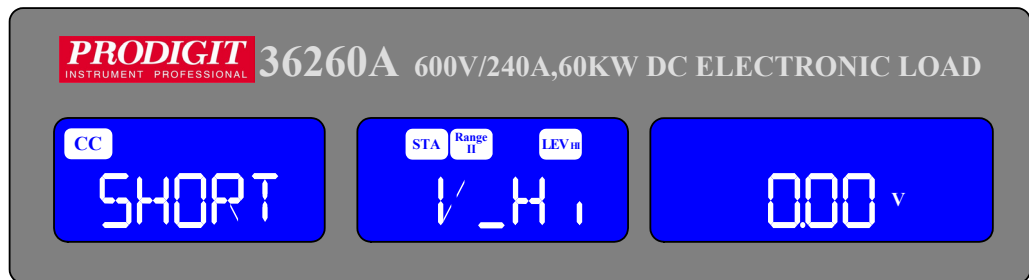 PRODIGIT
INSTRUMENT PROFESSIONAL
36260A 600V/240A,60KW DC ELECTRONIC LOAD
CC
SHORT
STA Range II LEV HI
V_Hi
0.00 V